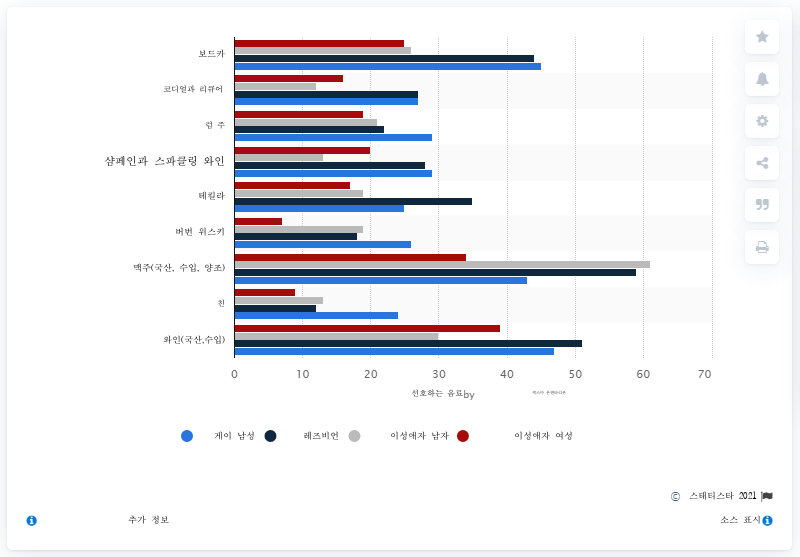 보드카
코디얼과 리큐어
럼 주
샴페인과 스파클링 와인
테킬라
버번 위스키
맥주(국산, 수입, 양조)
진
와인(국산,수입)
0 10 20 30 40 50 60 70
선호하는 음료by
게이 남성 레즈비언 이성애자 남자 이성애자 여성
© 스태티스타 2021
추가 정보 소스 표시